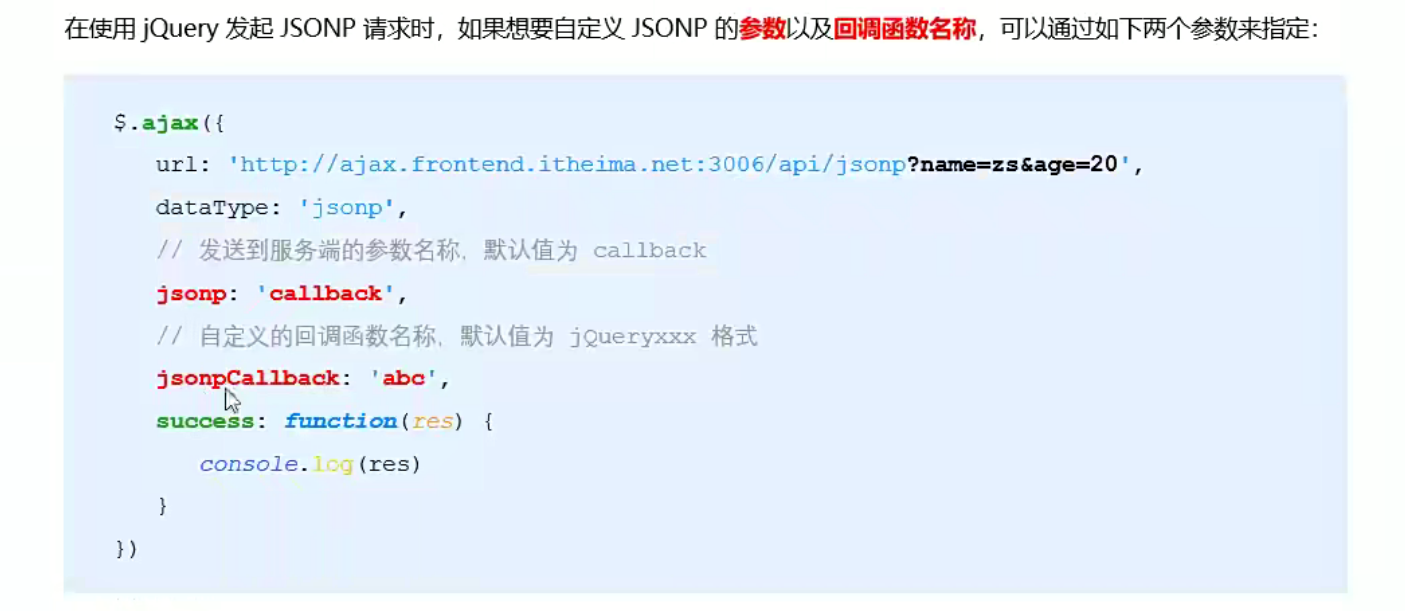 在使用 jQuery 发起 JSONP 请求时，如果想要自定义 JSONP 的参数以及回调函数名称，可以通过如下两个参数来指定：
$.ajax({
url: 'http://ajax.frontend.itheima.net:3006/api/jsonp?name=zs&age=20',
dataType: 'jsonp',
// 发送到服务端的参数名称，默认值为 callback
jsonp: 'callback',
// 自定义的回调函数名称，默认值为 jQueryxxx 格式
jsonpCallback: 'abc',
success: function(res) {
console.log(res)
}
})